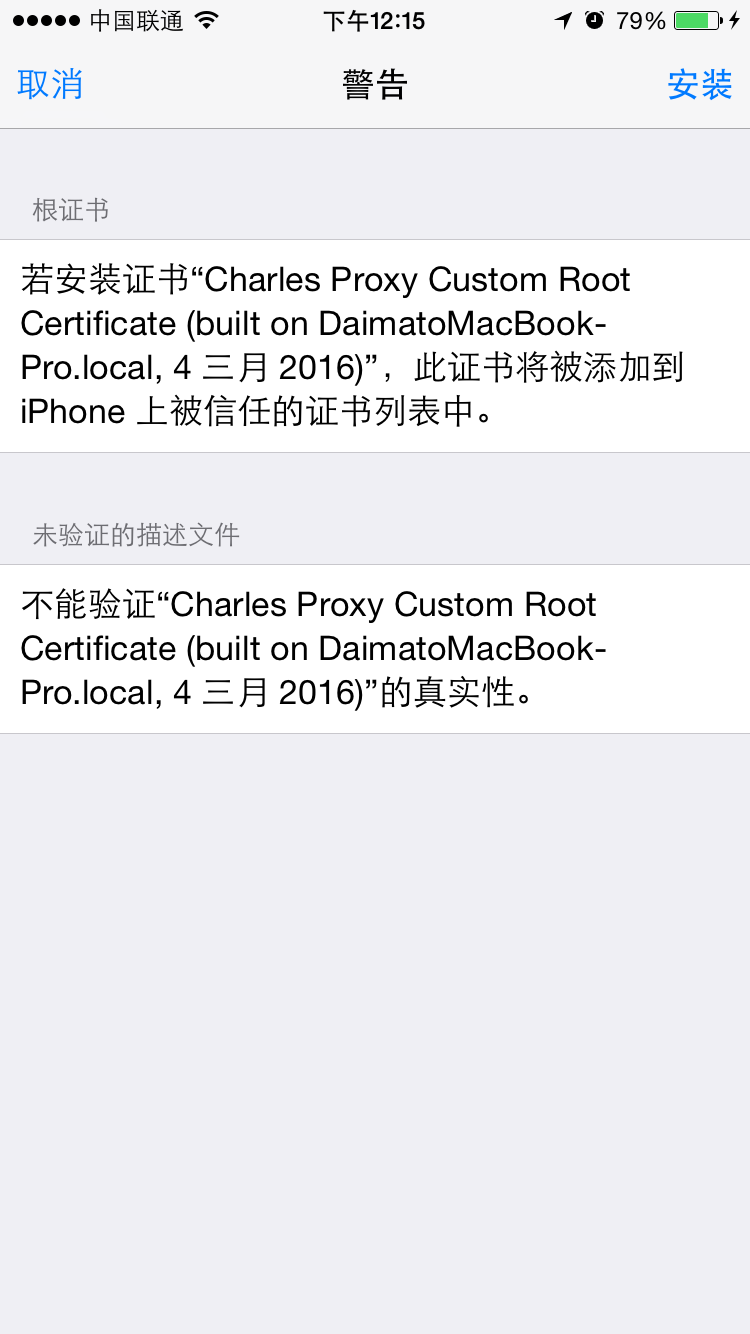 中国联通 下午12:15 79%
取消 警告 安装
根证书
若安装证书“Charles Proxy Custom Root
Certificate (built on DaimatoMacBook-
Pro.local, 4 三月 2016)”，此证书将被添加到
iPhone 上被信任的证书列表中。
未验证的描述文件
不能验证“Charles Proxy Custom Root
Certificate (built on DaimatoMacBook-
Pro.local, 4 三月 2016)”的真实性。